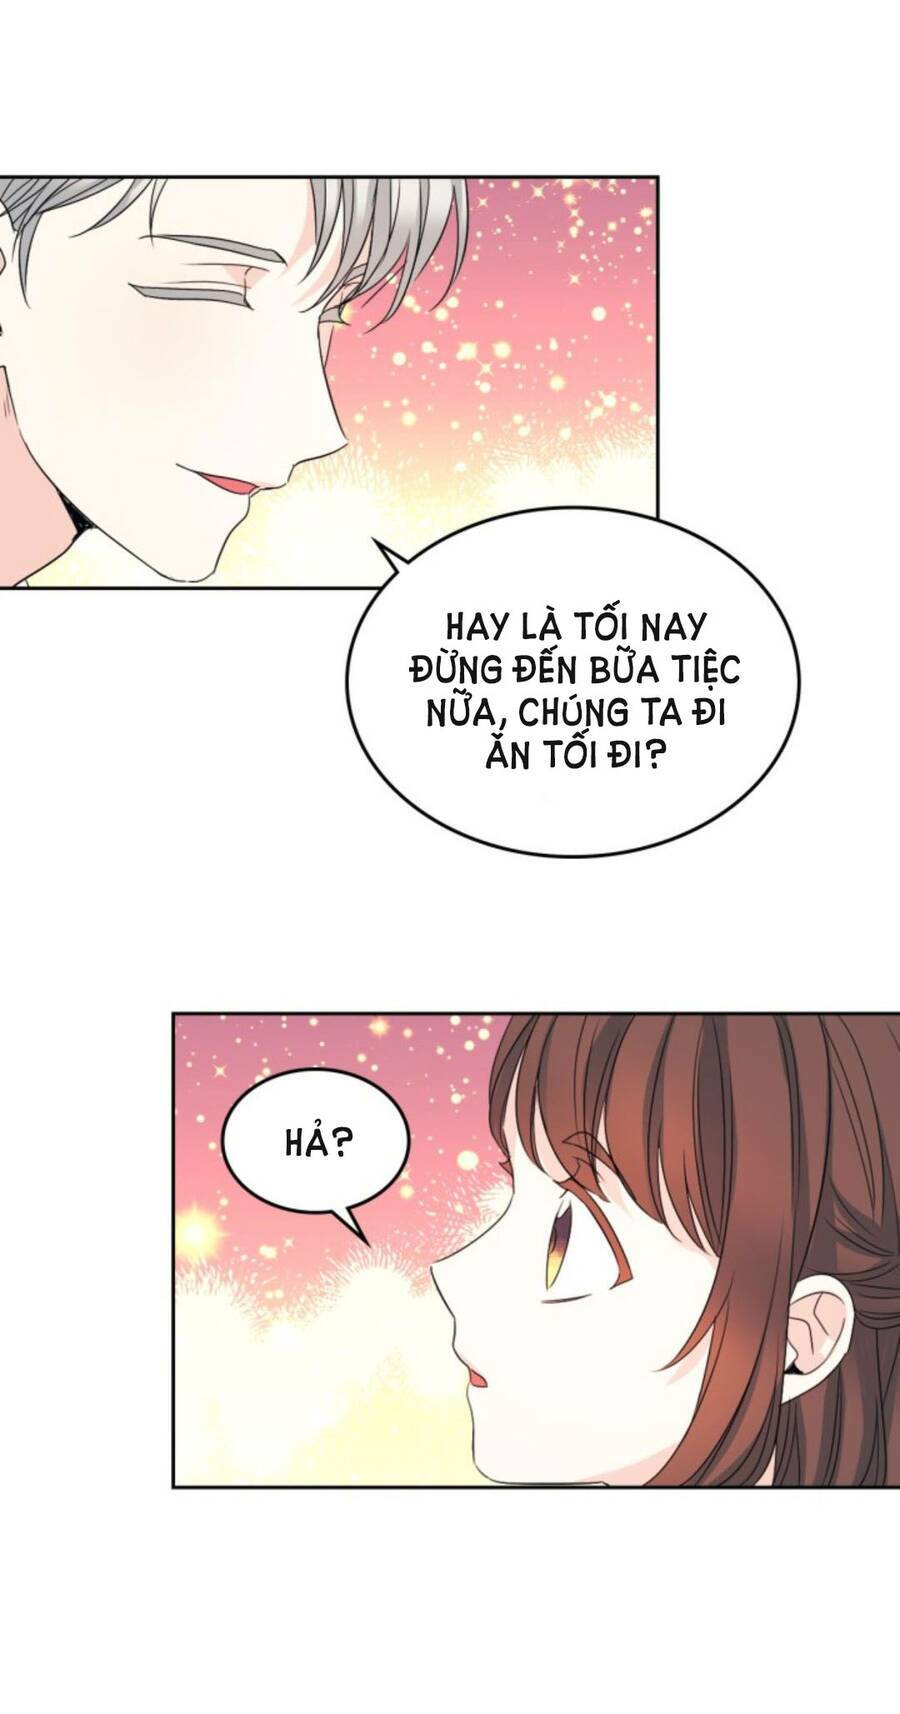 HAY LÀ TỐI NAY
ĐỪNG ĐẾN BỮA TIỆC
NỮA, CHÚNG TA ĐI
ĂN TỐI ĐI?
HẢ?